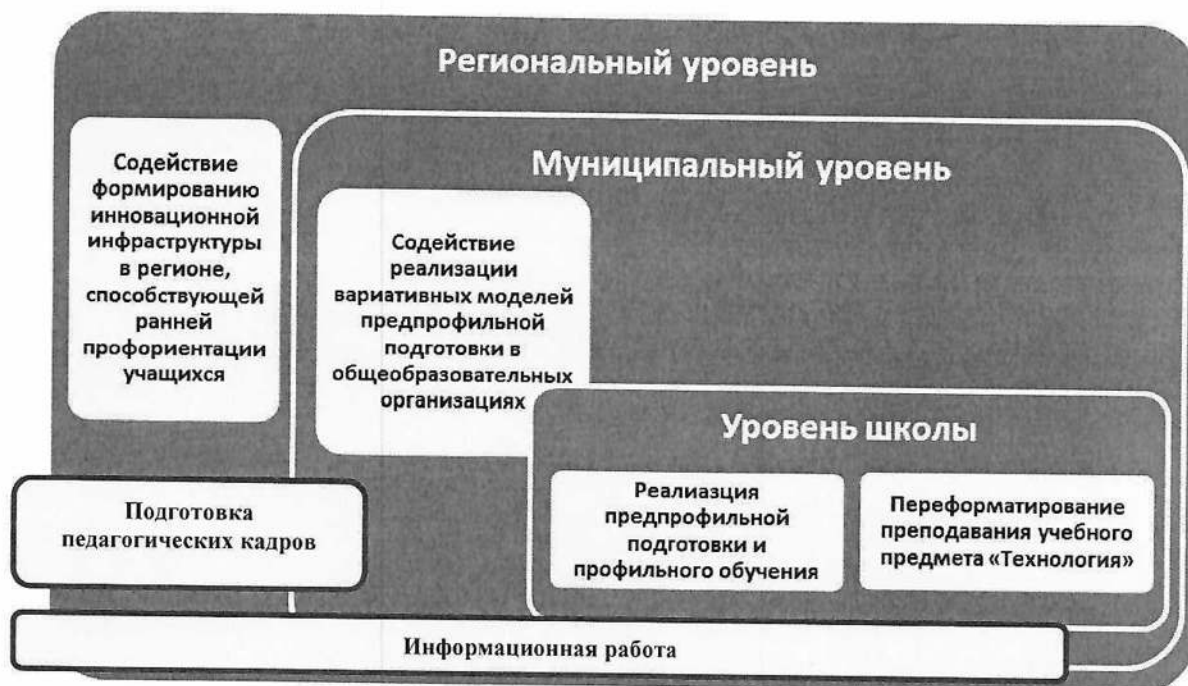 Региональный уровень
Содействие
формированию
инновационной
инфраструктуры
в регионе,
способствующей
ранней
профориентации
учащихся
Муниципальный уровень
Содействие
реализации
вариативных моделей
предпрофильной
подготовки в
общеобразовательных
организациях
Уровень школы
Реалиазция
предпрофильной
подготовки и
профильного обучения
Переформатирование
преподавания учебного
предмета «Технология»
Подготовка
педагогических кадров
Информационная работа